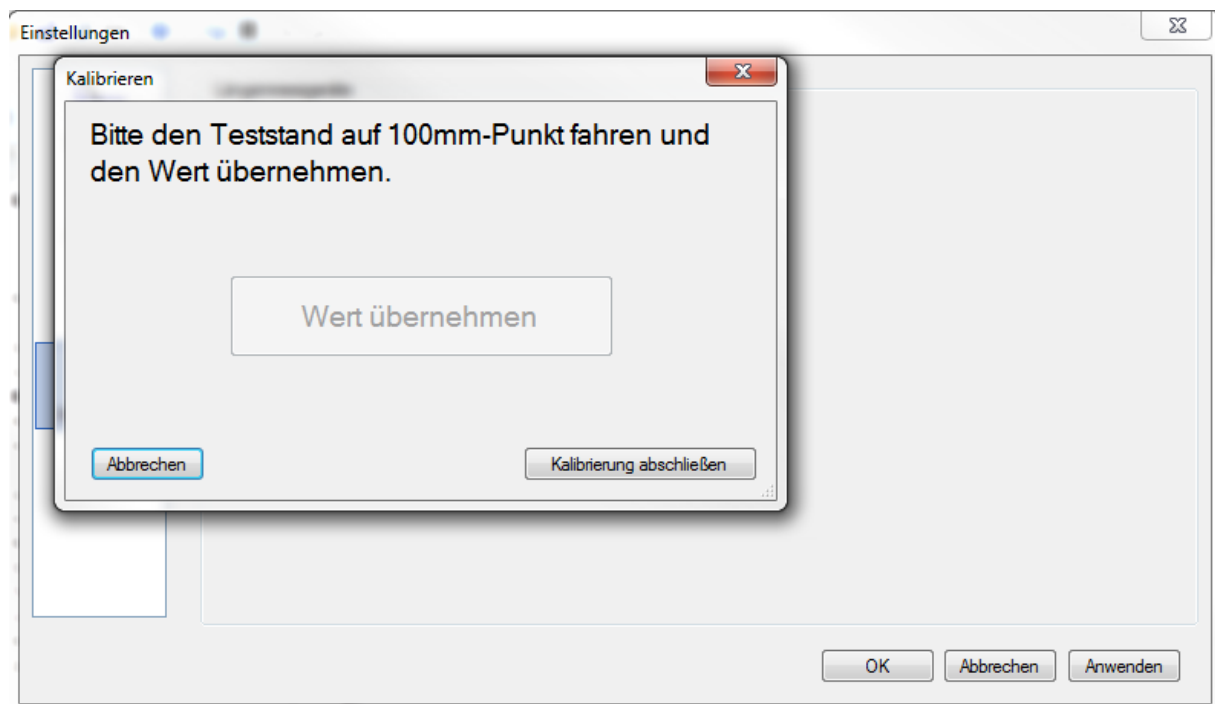 Einstellungen
Kalibrieren
Bitte den Teststand auf 100mm-Punkt fahren und
den Wert übernehmen.
Wert übernehmen
Abbrechen
Kalibrierung abschließen
OK
Abbrechen
Anwenden